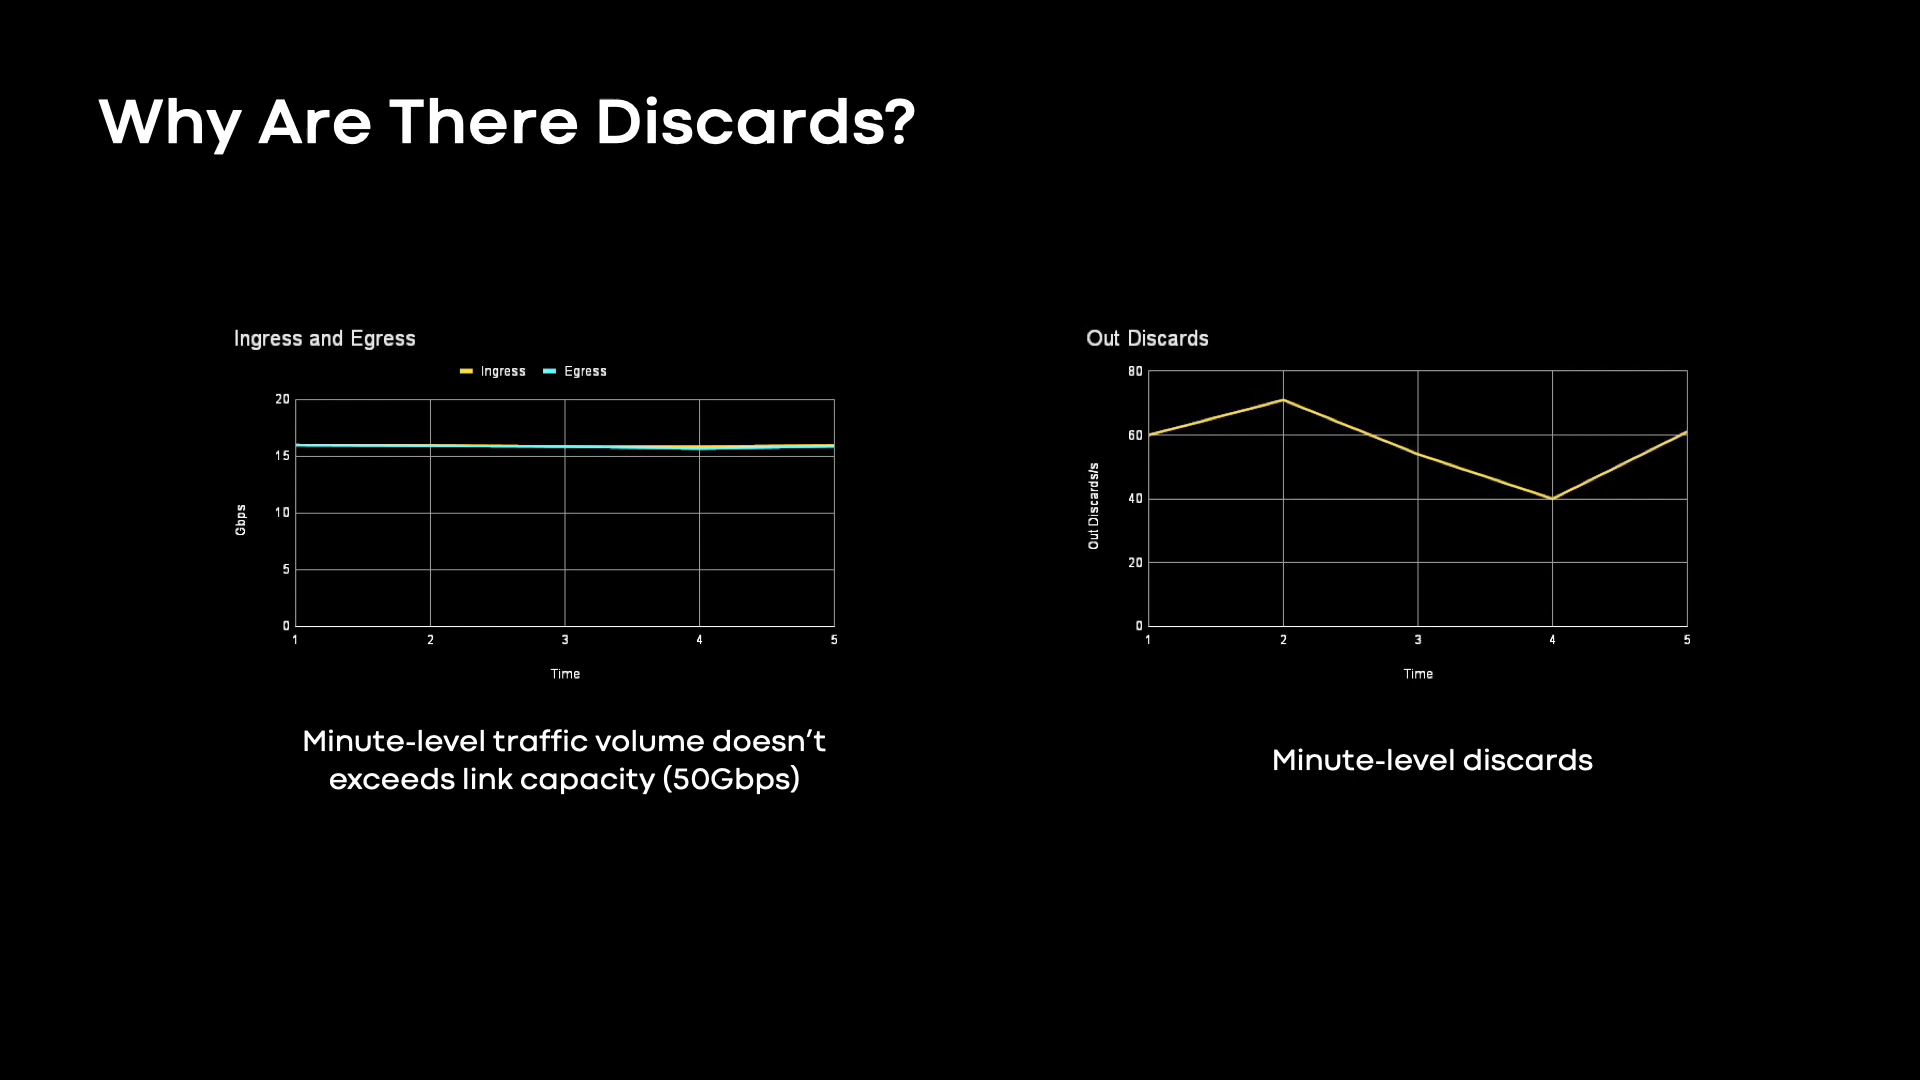 Why Are There Discards?
Ingress and Egress
Ingress Egress
20
15
10
5
0
Gbps
1 2 3 4 5
Time
Minute-level traffic volume doesn’t
exceeds link capacity (50Gbps)
Out Discards
80
60
40
20
0
Out Discards/s
1 2 3 4 5
Time
Minute-level discards